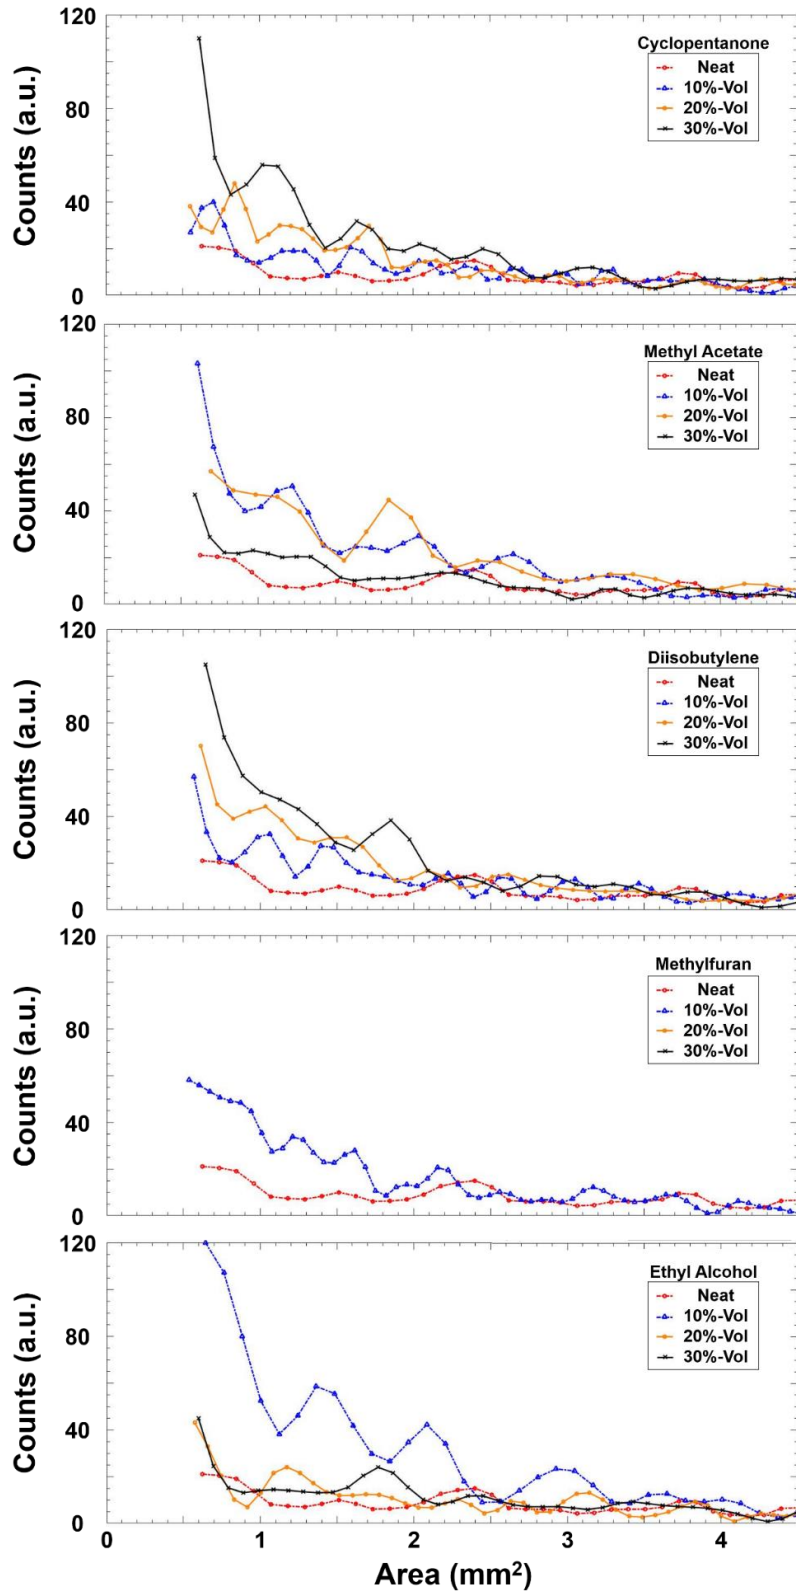 120
80
40
0
Counts (a.u.)
Cyclopentanone
Neat
10%-Vol
20%-Vol
30%-Vol
120
80
40
0
Counts (a.u.)
Methyl Acetate
Neat
10%-Vol
20%-Vol
30%-Vol
120
80
40
0
Counts (a.u.)
Diisobutylene
Neat
10%-Vol
20%-Vol
30%-Vol
120
80
40
0
Counts (a.u.)
Methylfuran
Neat
10%-Vol
20%-Vol
30%-Vol
120
80
40
0
Counts (a.u.)
Ethyl Alcohol
Neat
10%-Vol
20%-Vol
30%-Vol
0 1 2 3 4
Area (mm²)